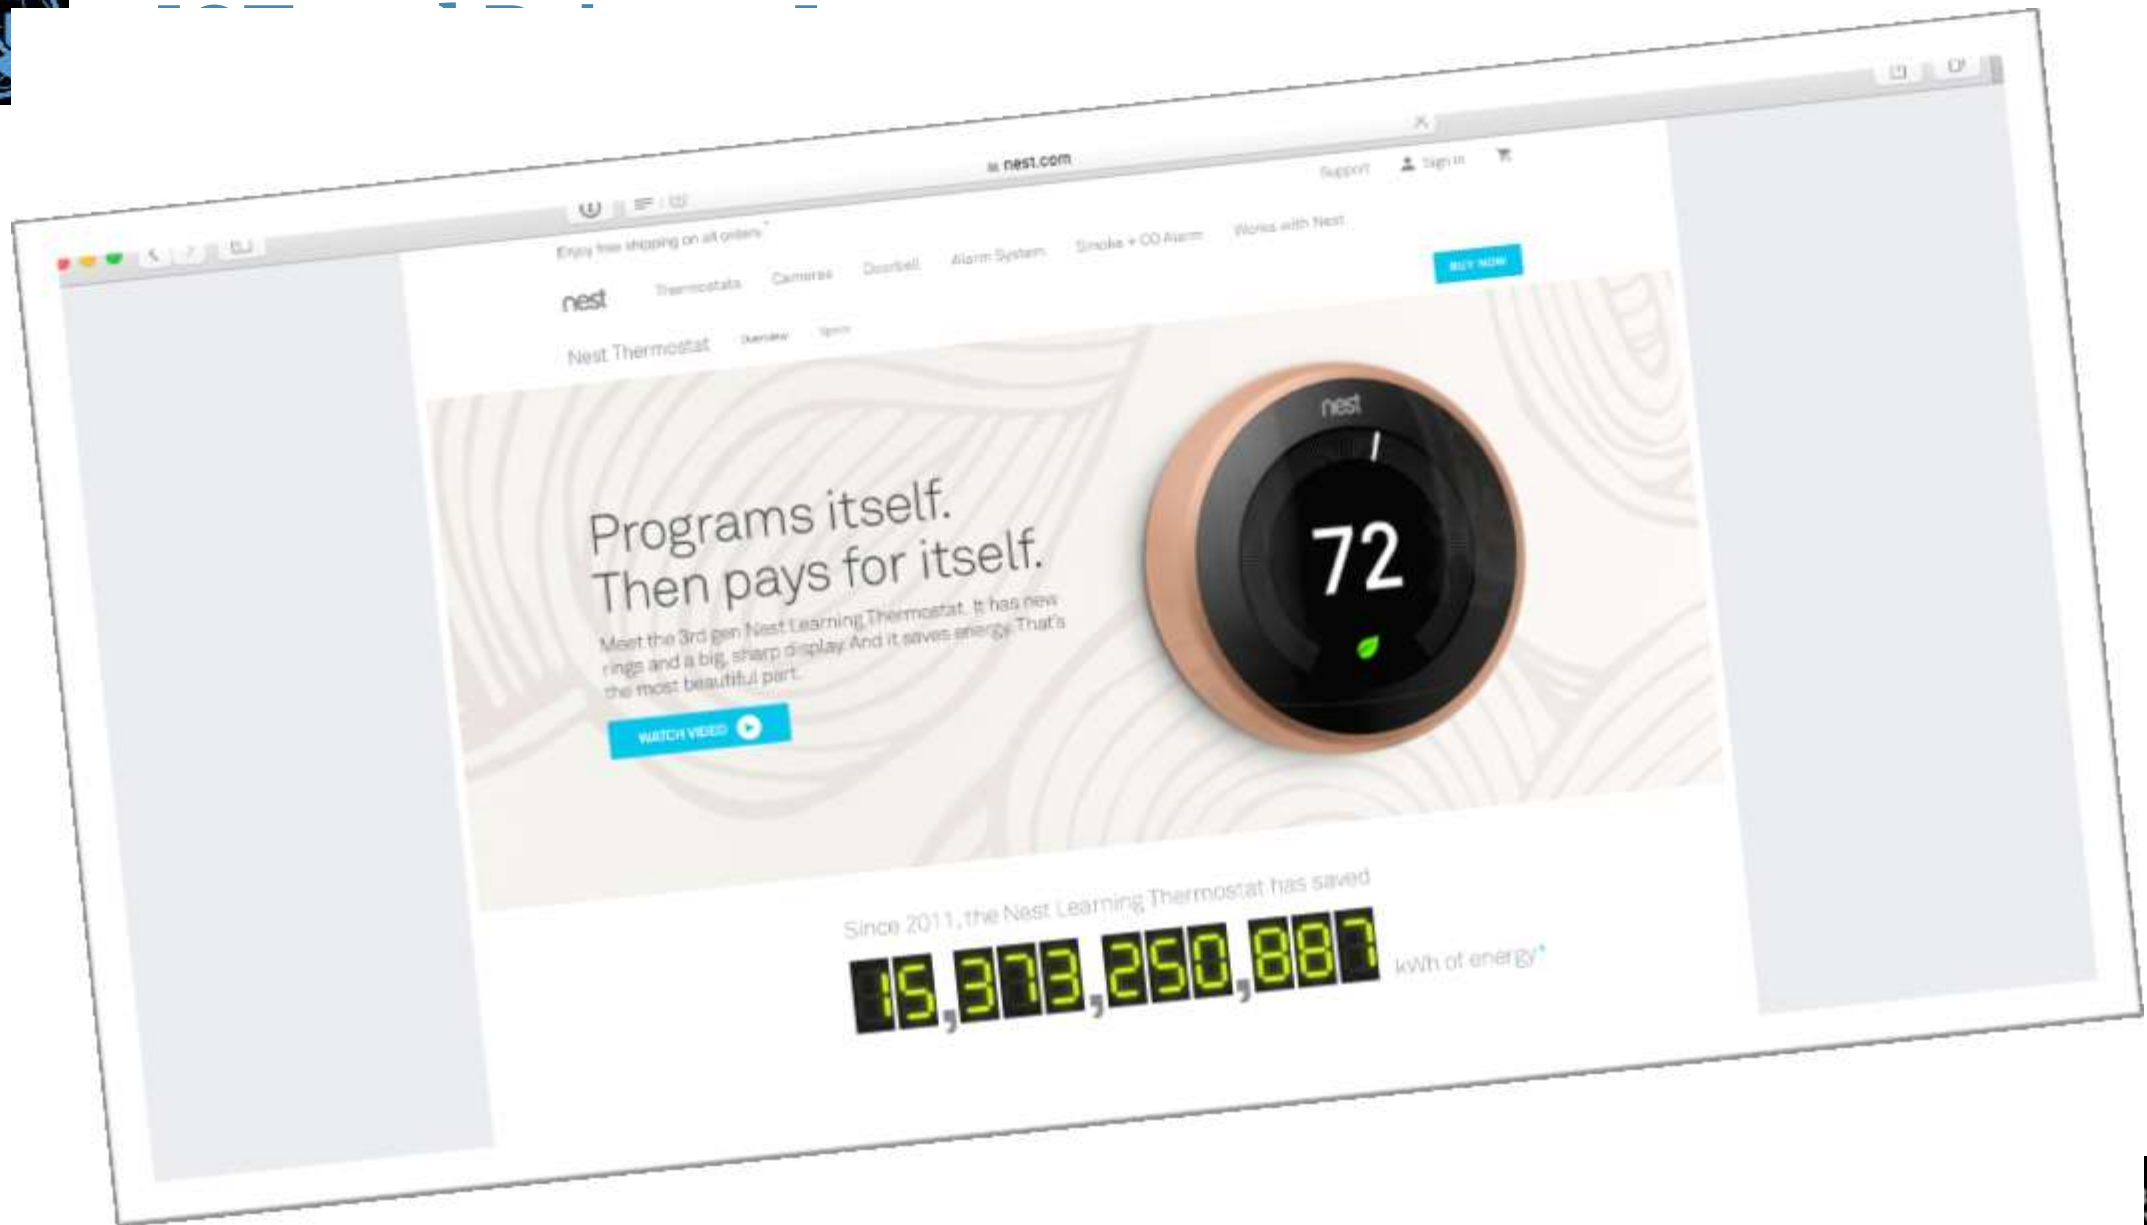 nest.com
Support Sign in
Enjoy free shipping on all orders*
nest Thermostats Cameras Doorbell Alarm System Smoke + CO Alarm Works with Nest
BUY NOW
Nest Thermostat Overview Specs
nest
72
Programs itself.
Then pays for itself.
Meet the 3rd gen Nest Learning Thermostat. It has new
rings and a big, sharp display. And it saves energy. That's
the most beautiful part.
WATCH VIDEO
Since 2011, the Nest Learning Thermostat has saved
15,373,250,887 kWh of energy*